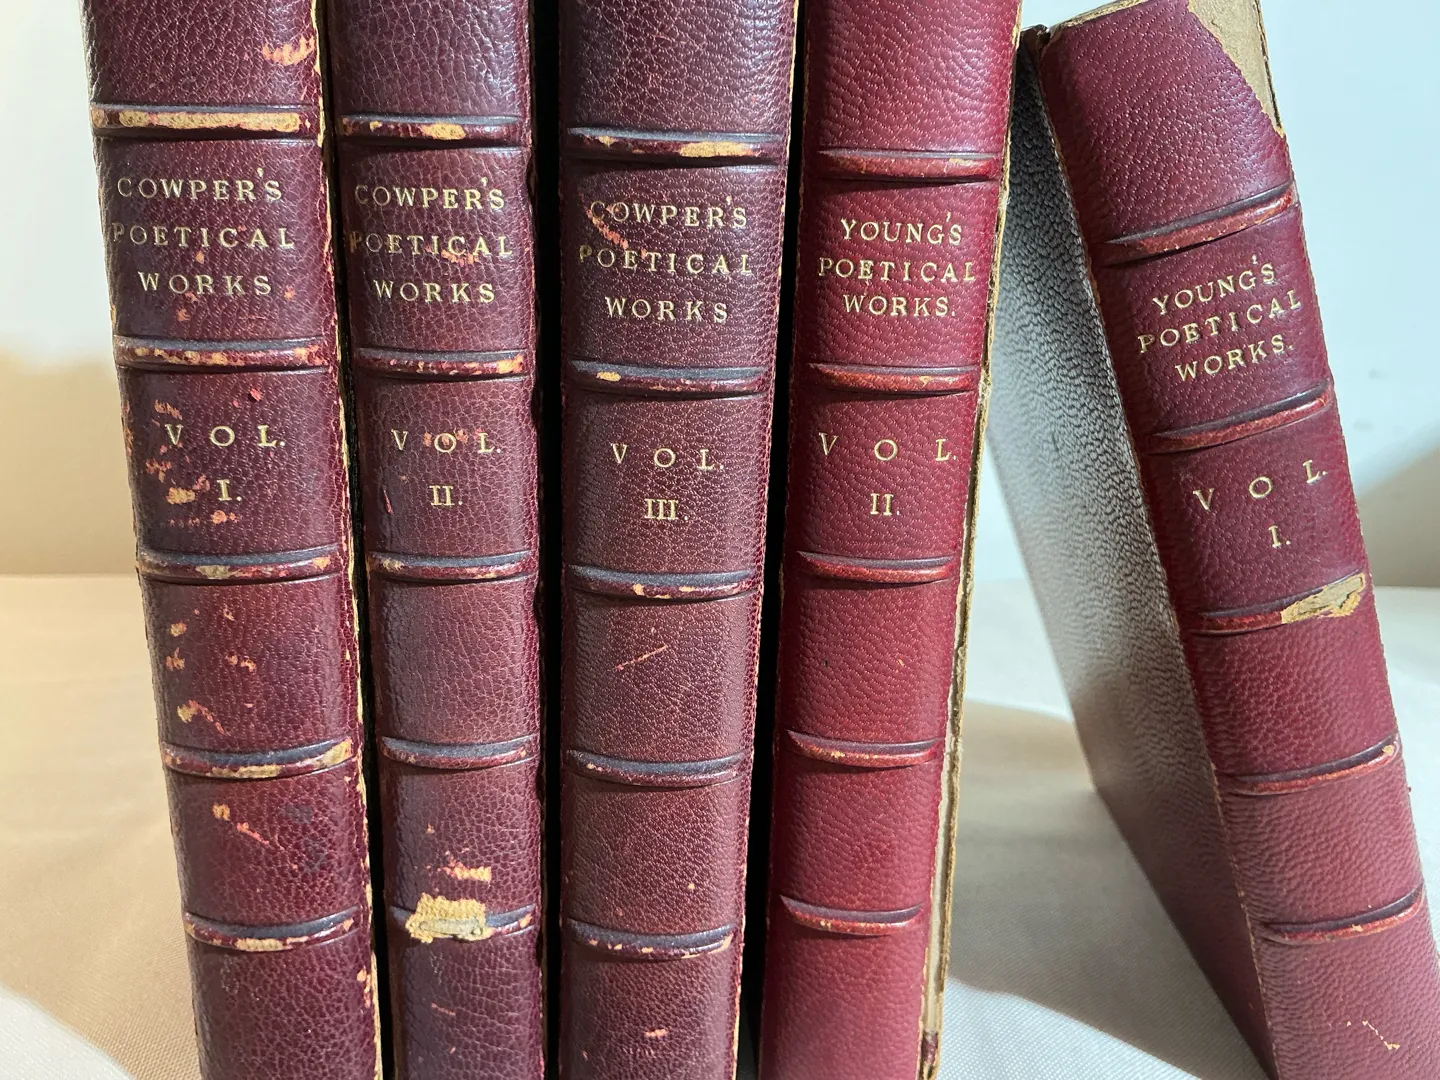 COWPER'S
POETICAL
WORKS
VOL.
I.
COWPER'S
POETICAL
WORKS
VOL.
II.
COWPER'S
POETICAL
WORKS
VOL.
III.
YOUNG'S
POETICAL
WORKS.
VOL.
II.
YOUNG'S
POETICAL
WORKS.
VOL.
I.